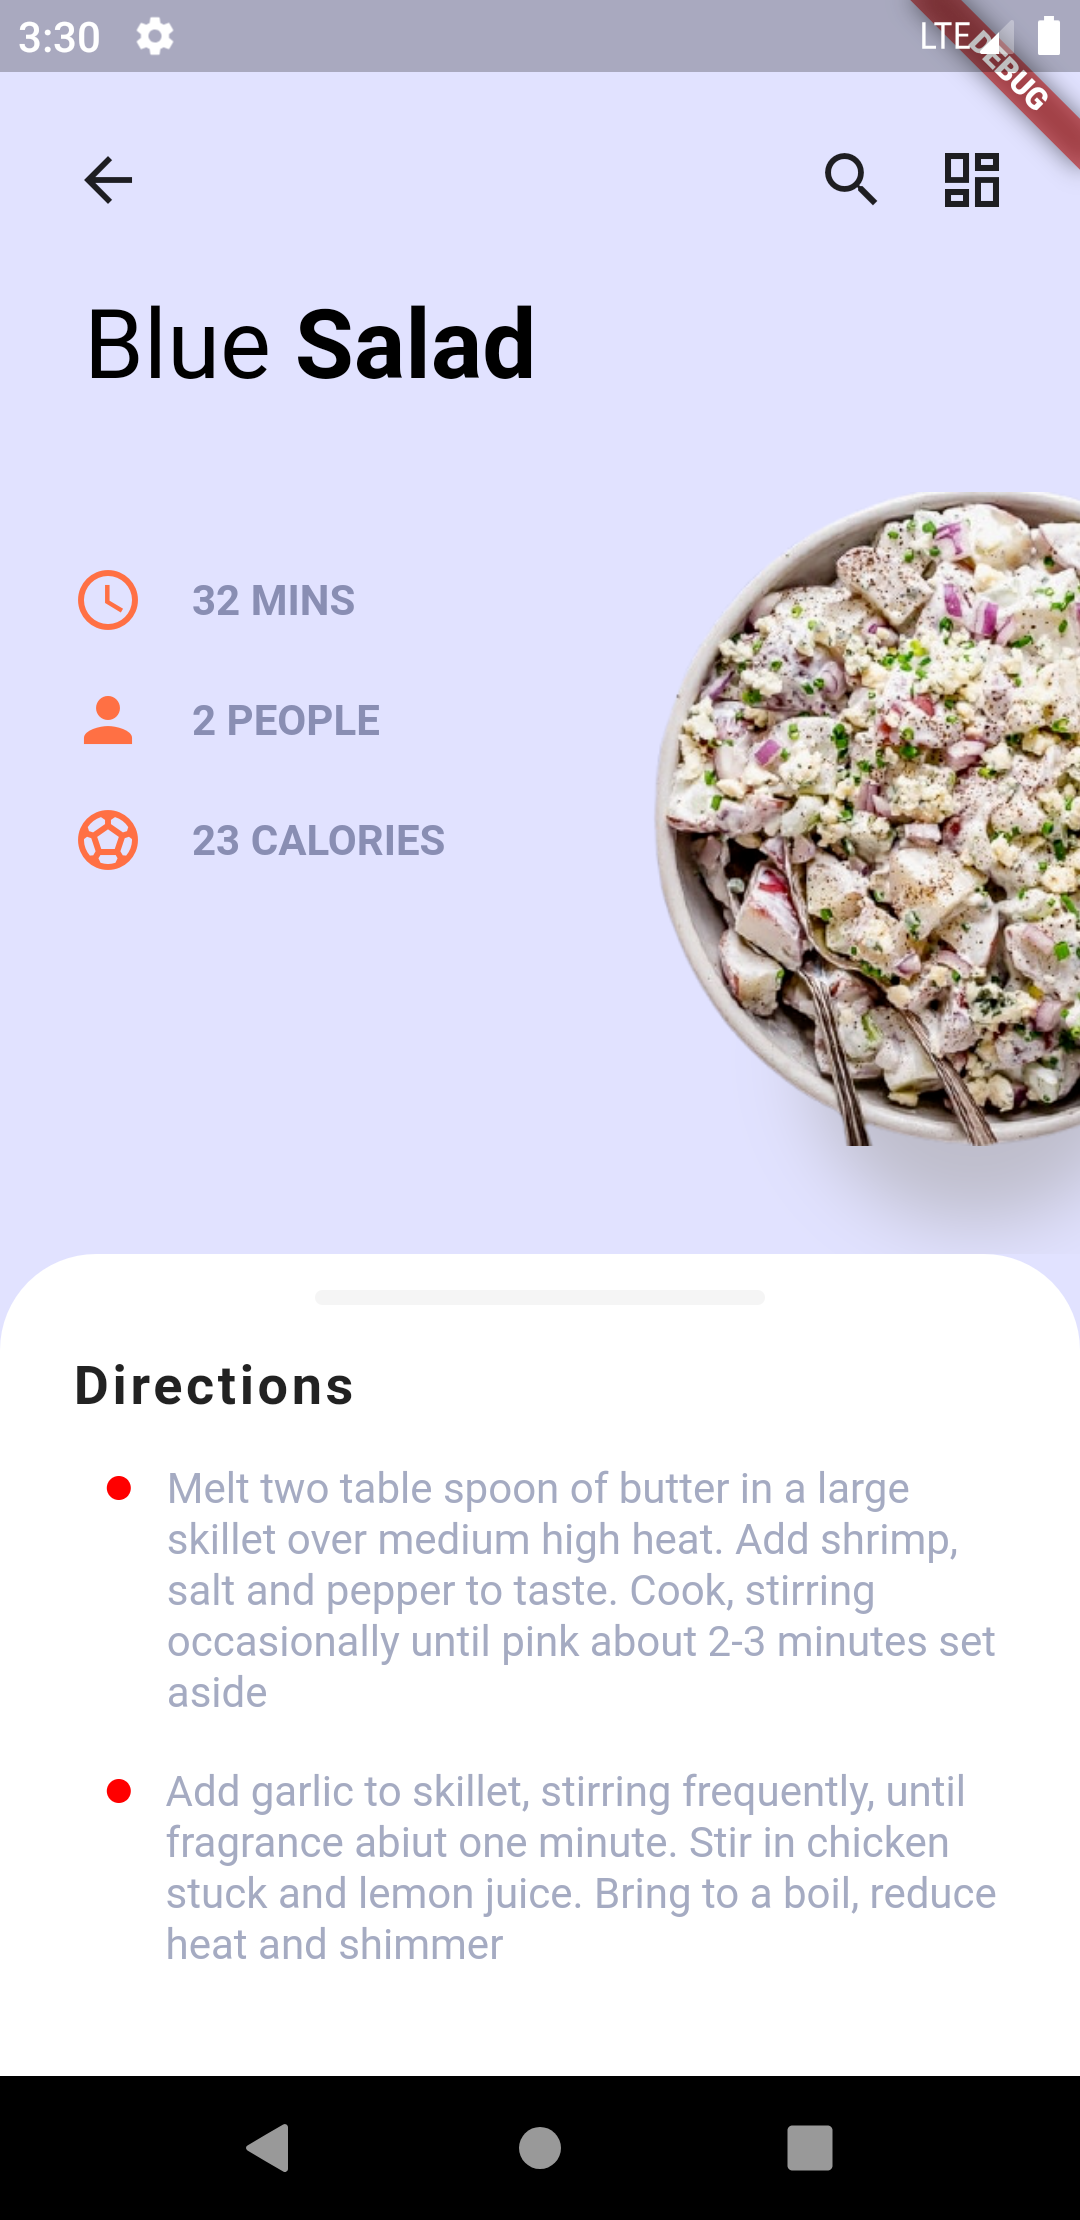 3:30
LTE
DEBUG
Blue Salad
32 MINS
2 PEOPLE
23 CALORIES
Directions
Melt two table spoon of butter in a large
skillet over medium high heat. Add shrimp,
salt and pepper to taste. Cook, stirring
occasionally until pink about 2-3 minutes set
aside
Add garlic to skillet, stirring frequently, until
fragrance abiut one minute. Stir in chicken
stuck and lemon juice. Bring to a boil, reduce
heat and shimmer